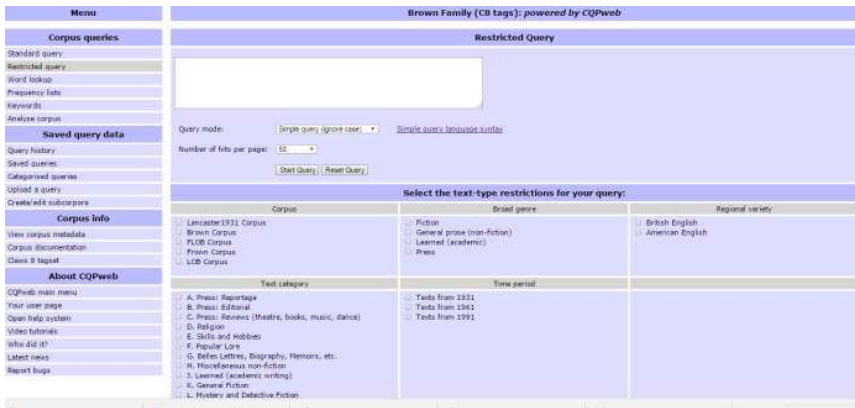 Menu
Corpus queries
Standard query
Restricted query
Word lookup
Frequency lists
Keywords
Analyse corpus
Saved query data
Query history
Saved queries
Categorised queries
Upload a query
Create/edit subcorpora
Corpus info
View corpus metadata
Corpus documentation
Claws 8 tagset
About CQPweb
CQPweb main menu
Your user page
Open help system
Video tutorials
Who did it?
Latest news
Report bugs
Brown Family (C8 tags): powered by CQPweb
Restricted Query
Query mode: Simple query (ignore case) Simple query language syntax
Number of hits per page: 50
Start Query Reset Query
Select the text-type restrictions for your query:
Corpus
Lancaster1931 Corpus
Brown Corpus
FLOB Corpus
Frown Corpus
LOB Corpus
Broad genre
Fiction
General prose (non-fiction)
Learned (academic)
Press
Regional variety
British English
American English
Text category
A. Press: Reportage
B. Press: Editorial
C. Press: Reviews (theatre, books, music, dance)
D. Religion
E. Skills and Hobbies
F. Popular Lore
G. Belles Lettres, Biography, Memoirs, etc.
H. Miscellaneous non-fiction
J. Learned (academic writing)
K. General Fiction
L. Mystery and Detective Fiction
Time period
Texts from 1931
Texts from 1961
Texts from 1991